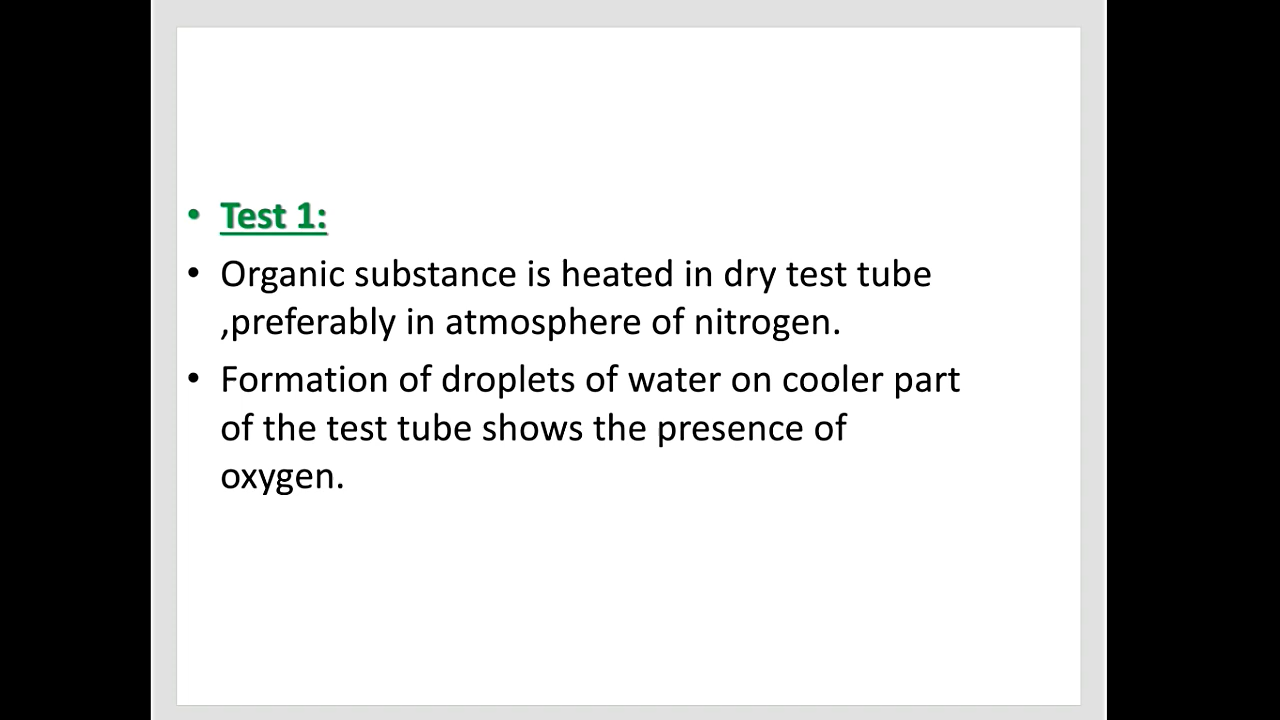 • Test 1:
• Organic substance is heated in dry test tube
,preferably in atmosphere of nitrogen.
• Formation of droplets of water on cooler part
of the test tube shows the presence of
oxygen.